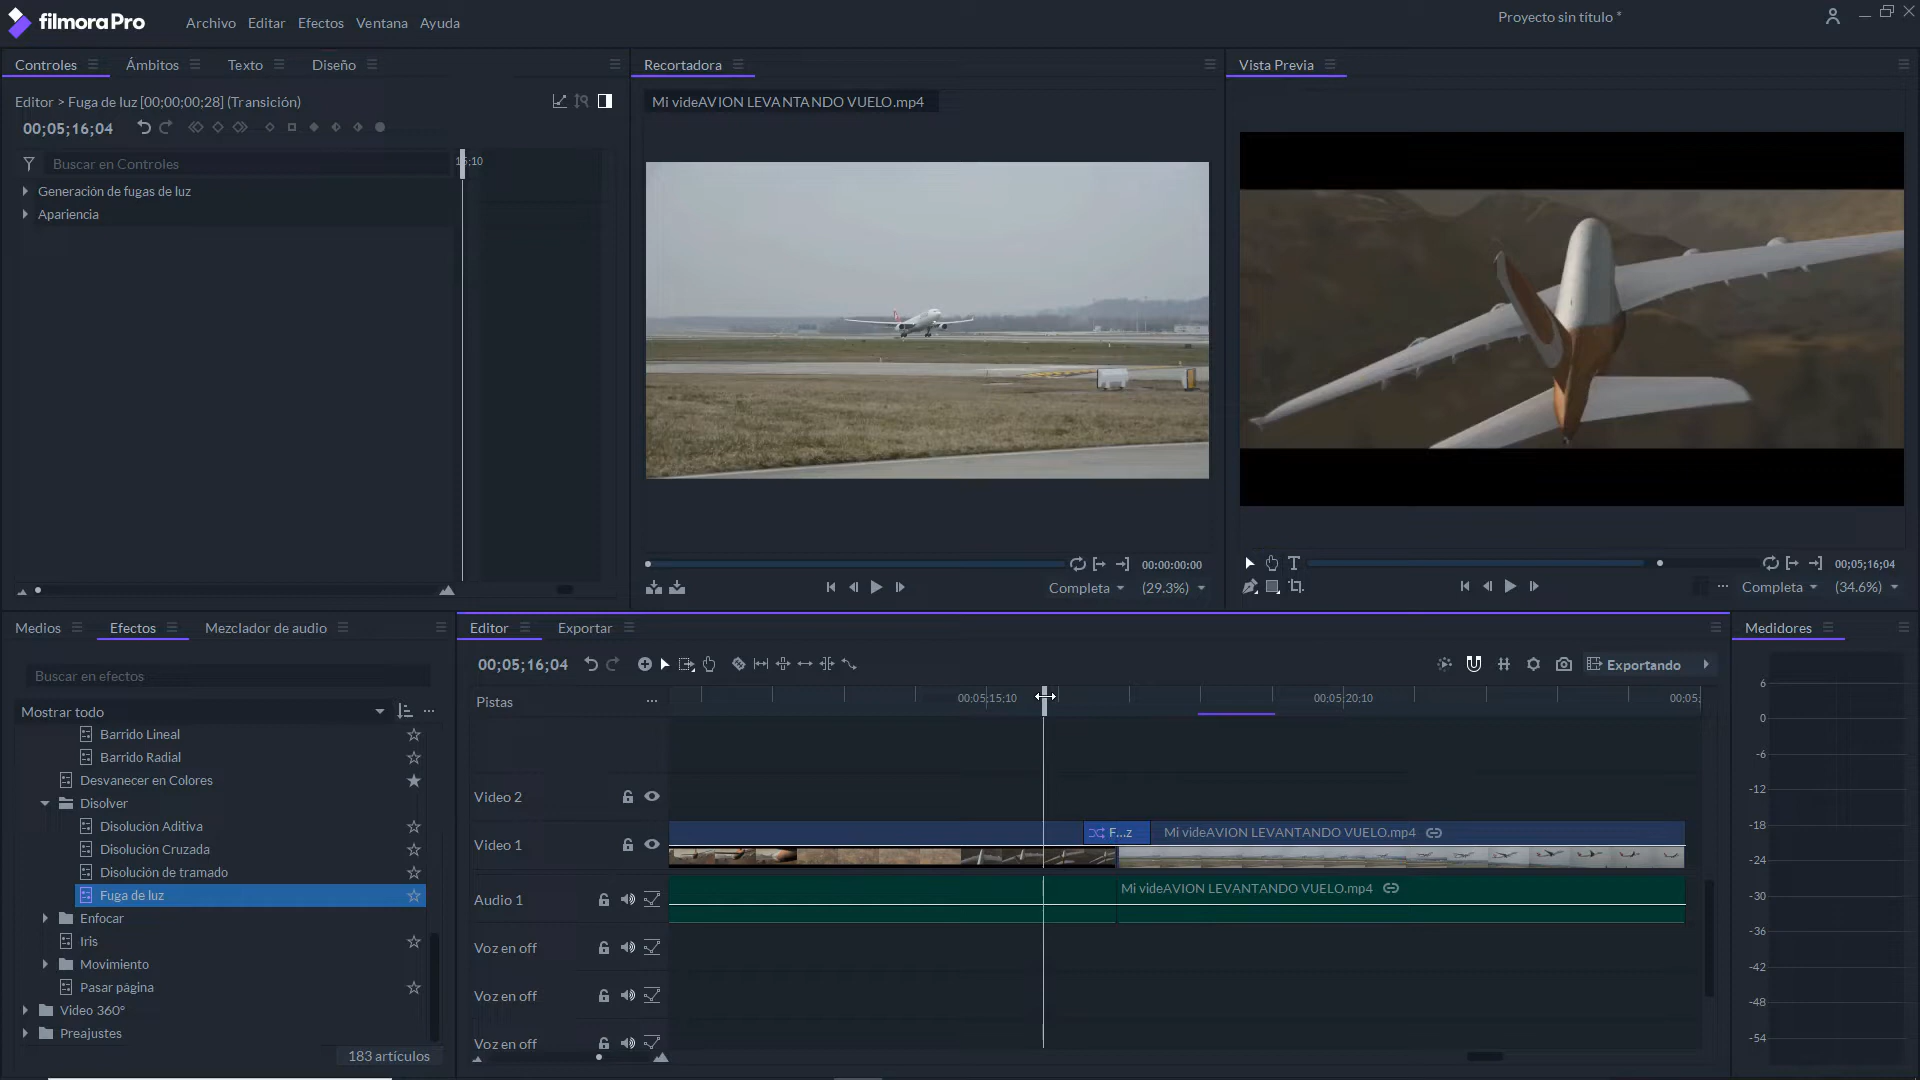 filmoraPro
Archivo Editar Efectos Ventana Ayuda
Proyecto sin título *
Controles Ámbitos Texto Diseño
Recortadora
Vista Previa
Editor > Fuga de luz [00;00;00;28] (Transición)
00;05;16;04
Buscar en Controles
Generación de fugas de luz
Apariencia
Mi videAVION LEVANTANDO VUELO.mp4
00:00:00:00
Completa (29.3%)
00;05;16;04
Completa (34.6%)
Medios Efectos Mezclador de audio
Buscar en efectos
Mostrar todo
Barrido Lineal
Barrido Radial
Desvanecer en Colores
Disolver
Disolución Aditiva
Disolución Cruzada
Disolución de tramado
Fuga de luz
Enfocar
Iris
Movimiento
Pasar página
Video 360°
Preajustes
183 artículos
Editor Exportar
00;05;16;04
Exportando
Pistas
00;05;15;10
00;05;20;10
Video 2
Video 1
F...z
Mi videAVION LEVANTANDO VUELO.mp4
Audio 1
Mi videAVION LEVANTANDO VUELO.mp4
Voz en off
Voz en off
Voz en off
Medidores
6
0
-6
-12
-18
-24
-30
-36
-42
-48
-54